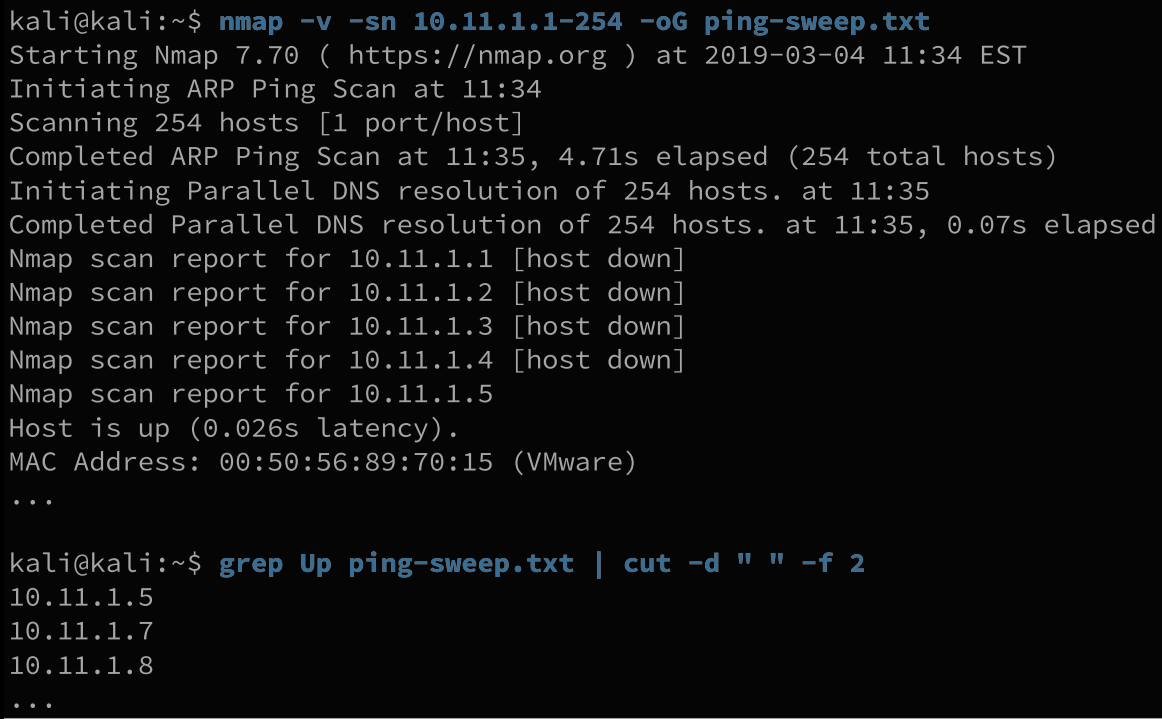 kali@kali:~$ nmap -v -sn 10.11.1.1-254 -oG ping-sweep.txt
Starting Nmap 7.70 ( https://nmap.org ) at 2019-03-04 11:34 EST
Initiating ARP Ping Scan at 11:34
Scanning 254 hosts [1 port/host]
Completed ARP Ping Scan at 11:35, 4.71s elapsed (254 total hosts)
Initiating Parallel DNS resolution of 254 hosts. at 11:35
Completed Parallel DNS resolution of 254 hosts. at 11:35, 0.07s elapsed
Nmap scan report for 10.11.1.1 [host down]
Nmap scan report for 10.11.1.2 [host down]
Nmap scan report for 10.11.1.3 [host down]
Nmap scan report for 10.11.1.4 [host down]
Nmap scan report for 10.11.1.5
Host is up (0.026s latency).
MAC Address: 00:50:56:89:70:15 (VMware)
...
kali@kali:~$ grep Up ping-sweep.txt | cut -d " " -f 2
10.11.1.5
10.11.1.7
10.11.1.8
...